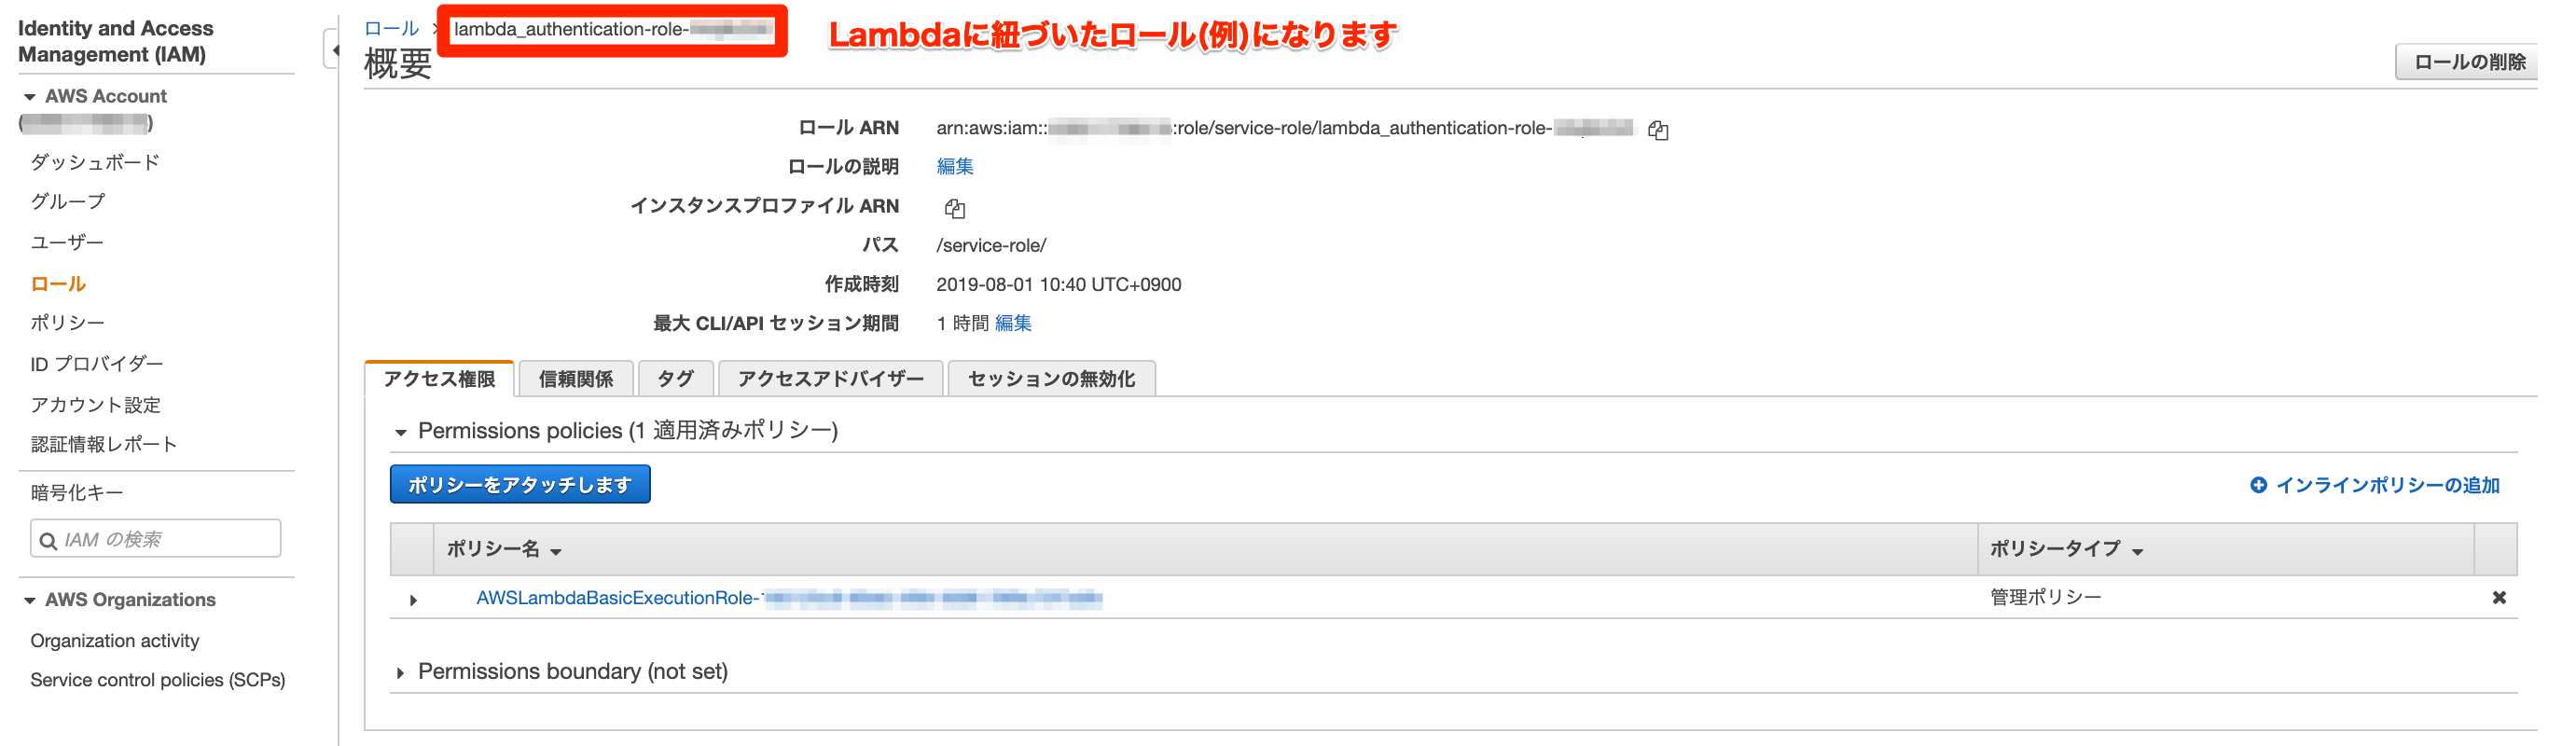 Identity and Access
Management (IAM)
AWS Account
ダッシュボード
グループ
ユーザー
ロール
ポリシー
ID プロバイダー
アカウント設定
認証情報レポート
暗号化キー
IAM の検索
AWS Organizations
Organization activity
Service control policies (SCPs)
ロール lambda_authentication-role-
Lambdaに紐づいたロール(例)になります
概要
ロールの削除
ロール ARN arn:aws:iam:: :role/service-role/lambda_authentication-role-
ロールの説明 編集
インスタンスプロファイル ARN
パス /service-role/
作成時刻 2019-08-01 10:40 UTC+0900
最大 CLI/API セッション期間 1 時間 編集
アクセス権限 信頼関係 タグ アクセスアドバイザー セッションの無効化
Permissions policies (1 適用済みポリシー)
ポリシーをアタッチします
インラインポリシーの追加
ポリシー名 ポリシータイプ
AWSLambdaBasicExecutionRole- 管理ポリシー
Permissions boundary (not set)